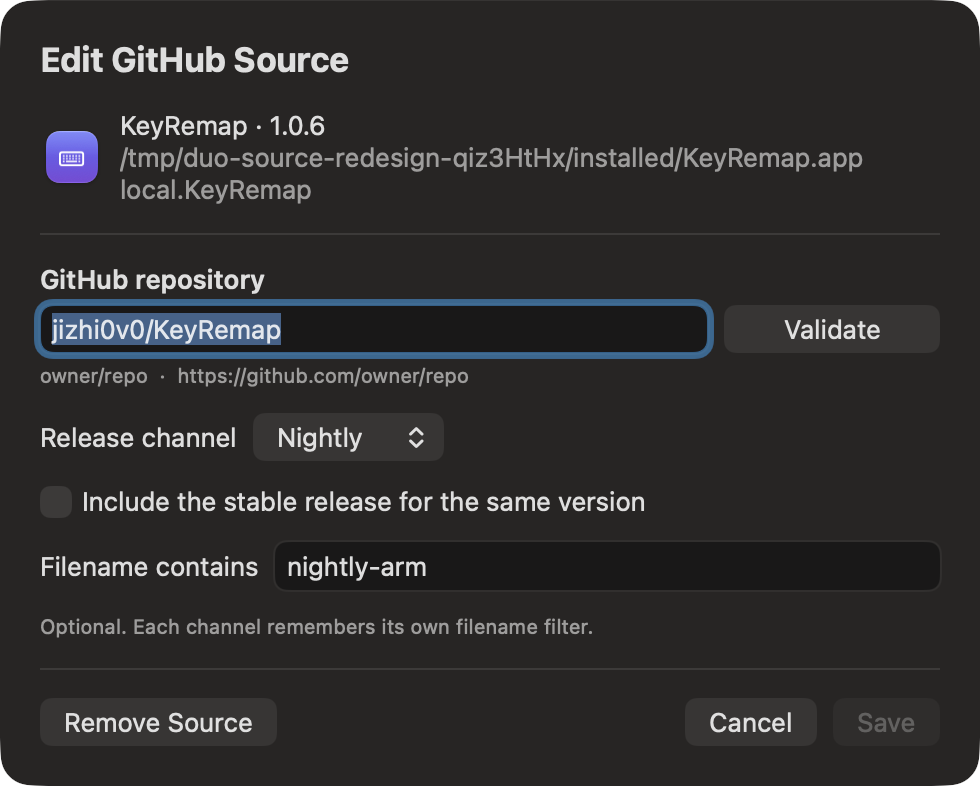 Edit GitHub Source
KeyRemap · 1.0.6
/tmp/duo-source-redesign-qiz3HtHx/installed/KeyRemap.app
local.KeyRemap
GitHub repository
jizhi0v0/KeyRemap
Validate
owner/repo · https://github.com/owner/repo
Release channel
Nightly
Include the stable release for the same version
Filename contains
nightly-arm
Optional. Each channel remembers its own filename filter.
Remove Source
Cancel
Save